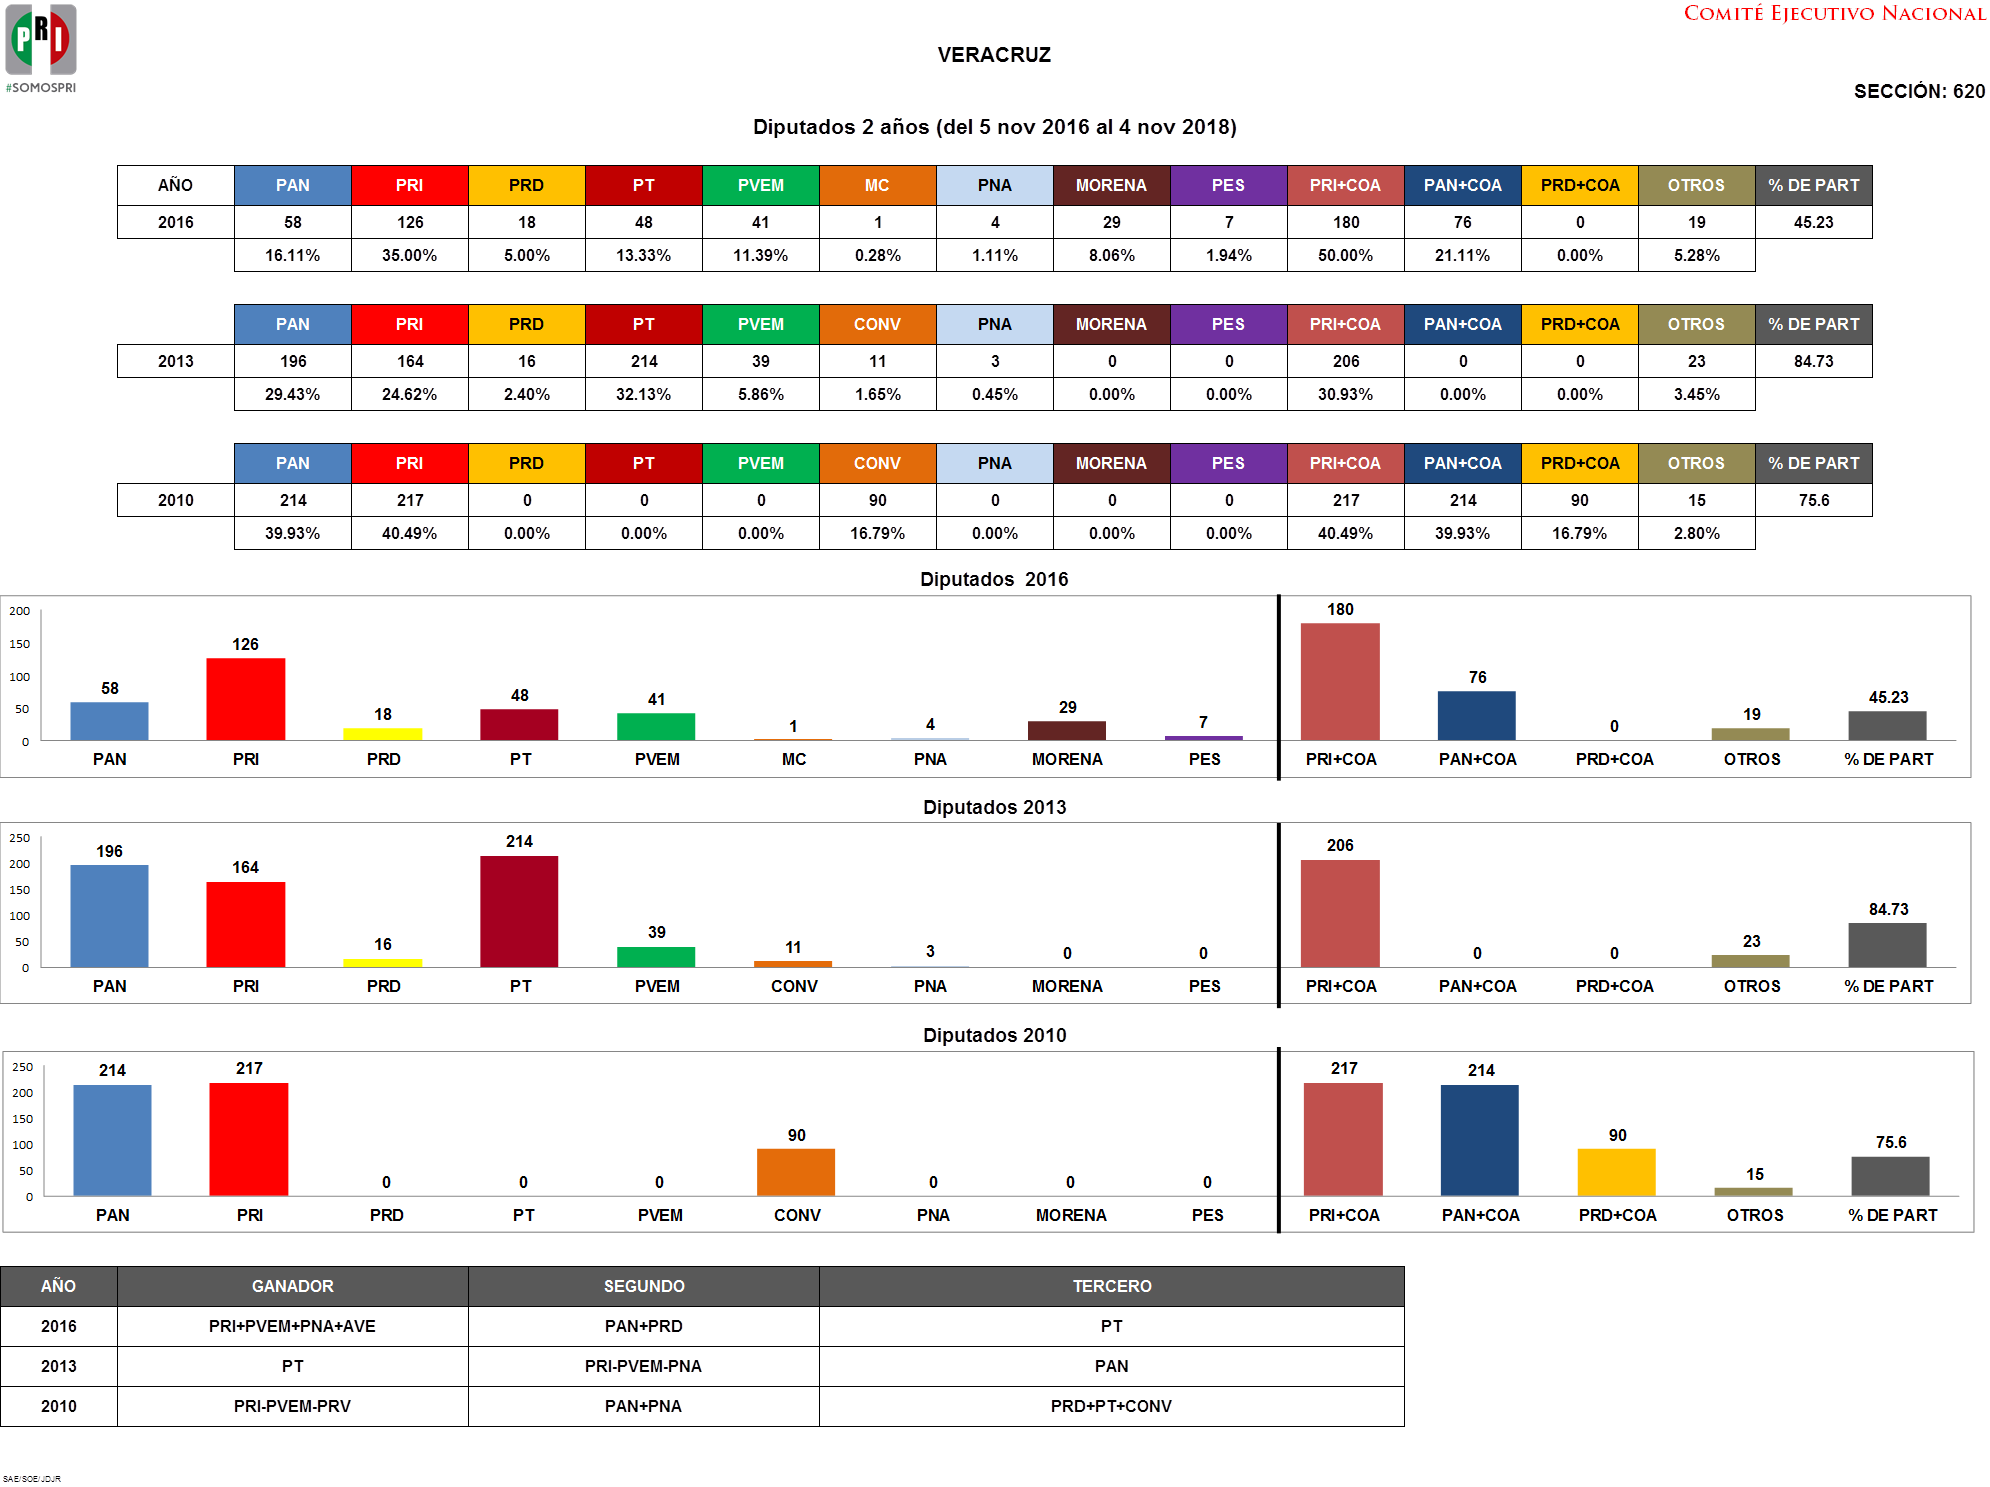 PRI
#SOMOSPRI
COMITÉ EJECUTIVO NACIONAL
VERACRUZ
SECCIÓN: 620
Diputados 2 años (del 5 nov 2016 al 4 nov 2018)
AÑO PAN PRI PRD PT PVEM MC PNA MORENA PES PRI+COA PAN+COA PRD+COA OTROS % DE PART
2016 58 126 18 48 41 1 4 29 7 180 76 0 19 45.23
16.11% 35.00% 5.00% 13.33% 11.39% 0.28% 1.11% 8.06% 1.94% 50.00% 21.11% 0.00% 5.28%
PAN PRI PRD PT PVEM CONV PNA MORENA PES PRI+COA PAN+COA PRD+COA OTROS % DE PART
2013 196 164 16 214 39 11 3 0 0 206 0 0 23 84.73
29.43% 24.62% 2.40% 32.13% 5.86% 1.65% 0.45% 0.00% 0.00% 30.93% 0.00% 0.00% 3.45%
PAN PRI PRD PT PVEM CONV PNA MORENA PES PRI+COA PAN+COA PRD+COA OTROS % DE PART
2010 214 217 0 0 0 90 0 0 0 217 214 90 15 75.6
39.93% 40.49% 0.00% 0.00% 0.00% 16.79% 0.00% 0.00% 0.00% 40.49% 39.93% 16.79% 2.80%
Diputados 2016
200
150
100
50
0
58 126 18 48 41 1 4 29 7 180 76 0 19 45.23
PAN PRI PRD PT PVEM MC PNA MORENA PES PRI+COA PAN+COA PRD+COA OTROS % DE PART
Diputados 2013
250
200
150
100
50
0
196 164 16 214 39 11 3 0 0 206 0 0 23 84.73
PAN PRI PRD PT PVEM CONV PNA MORENA PES PRI+COA PAN+COA PRD+COA OTROS % DE PART
Diputados 2010
250
200
150
100
50
0
214 217 0 0 0 90 0 0 0 217 214 90 15 75.6
PAN PRI PRD PT PVEM CONV PNA MORENA PES PRI+COA PAN+COA PRD+COA OTROS % DE PART
AÑO GANADOR SEGUNDO TERCERO
2016 PRI+PVEM+PNA+AVE PAN+PRD PT
2013 PT PRI-PVEM-PNA PAN
2010 PRI-PVEM-PRV PAN+PNA PRD+PT+CONV
SAE/SOE/JDJR